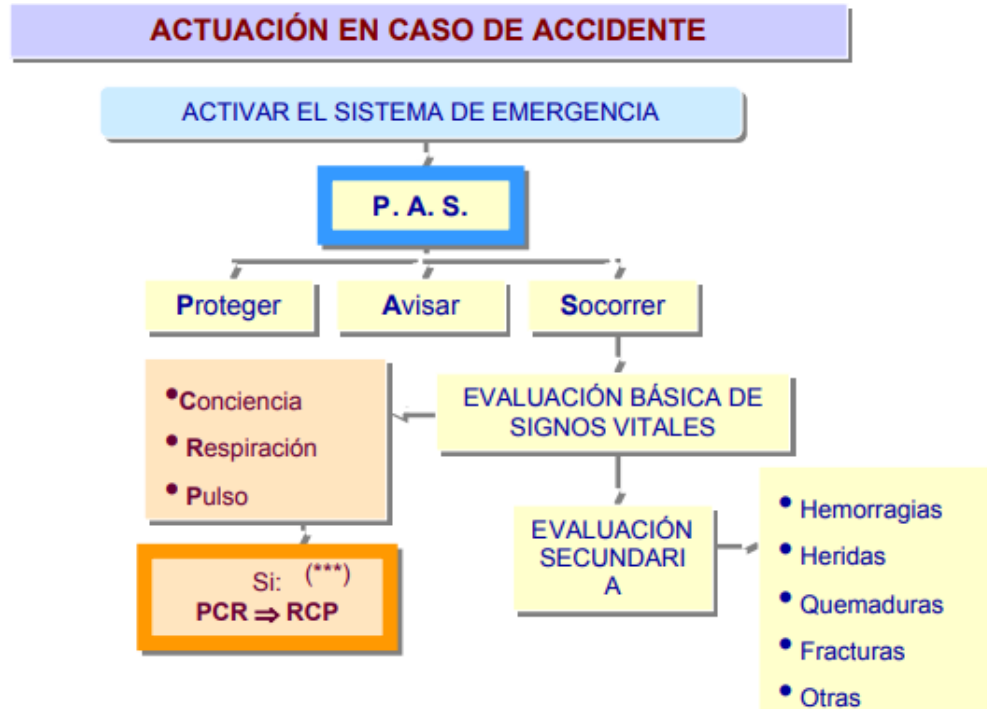 ACTUACIÓN EN CASO DE ACCIDENTE
ACTIVAR EL SISTEMA DE EMERGENCIA
P. A. S.
Proteger
Avisar
Socorrer
•Conciencia
• Respiración
• Pulso
EVALUACIÓN BÁSICA DE
SIGNOS VITALES
Si: (***)
PCR ⇒ RCP
EVALUACIÓN
SECUNDARI
A
• Hemorragias
• Heridas
• Quemaduras
• Fracturas
• Otras